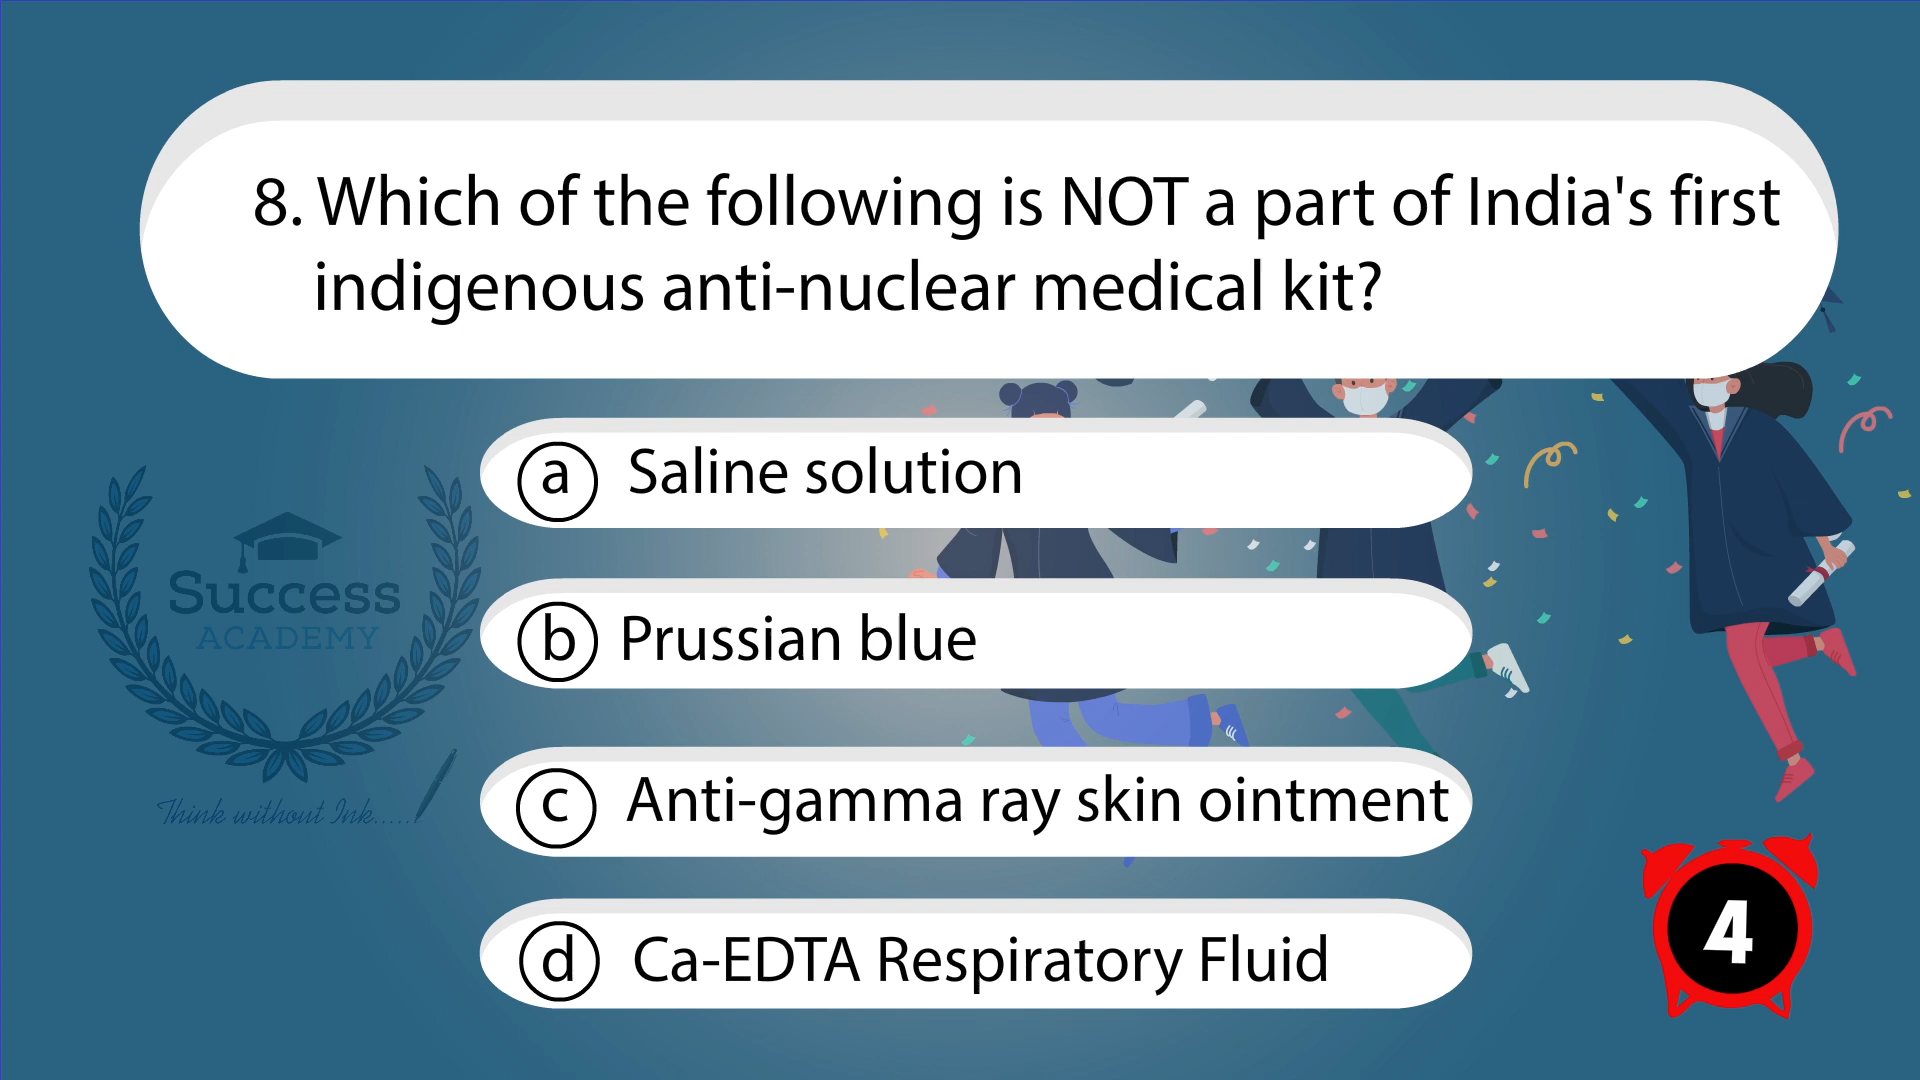 8. Which of the following is NOT a part of India's first
indigenous anti-nuclear medical kit?
a Saline solution
b Prussian blue
c Anti-gamma ray skin ointment
d Ca-EDTA Respiratory Fluid
Success
ACADEMY
Think without Ink.....
4